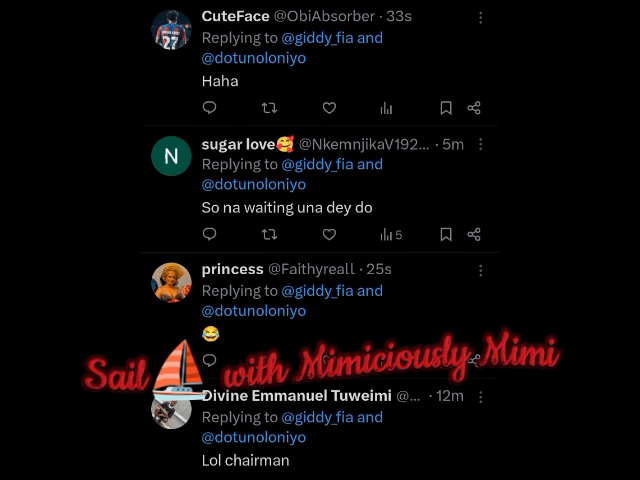 CuteFace @ObiAbsorber · 33s
Replying to @giddy_fia and
@dotunoloniyo
Haha
27
sugar love🥰 @NkemnjikaV192... · 5m
N
Replying to @giddy_fia and
@dotunoloniyo
So na waiting una dey do
5
princess @Faithyreall · 25s
Replying to @giddy_fia and
@dotunoloniyo
😂
Sail ⛵ with Mimiciously Mimi
Divine Emmanuel Tuweimi @... · 12m
Replying to @giddy_fia and
@dotunoloniyo
Lol chairman